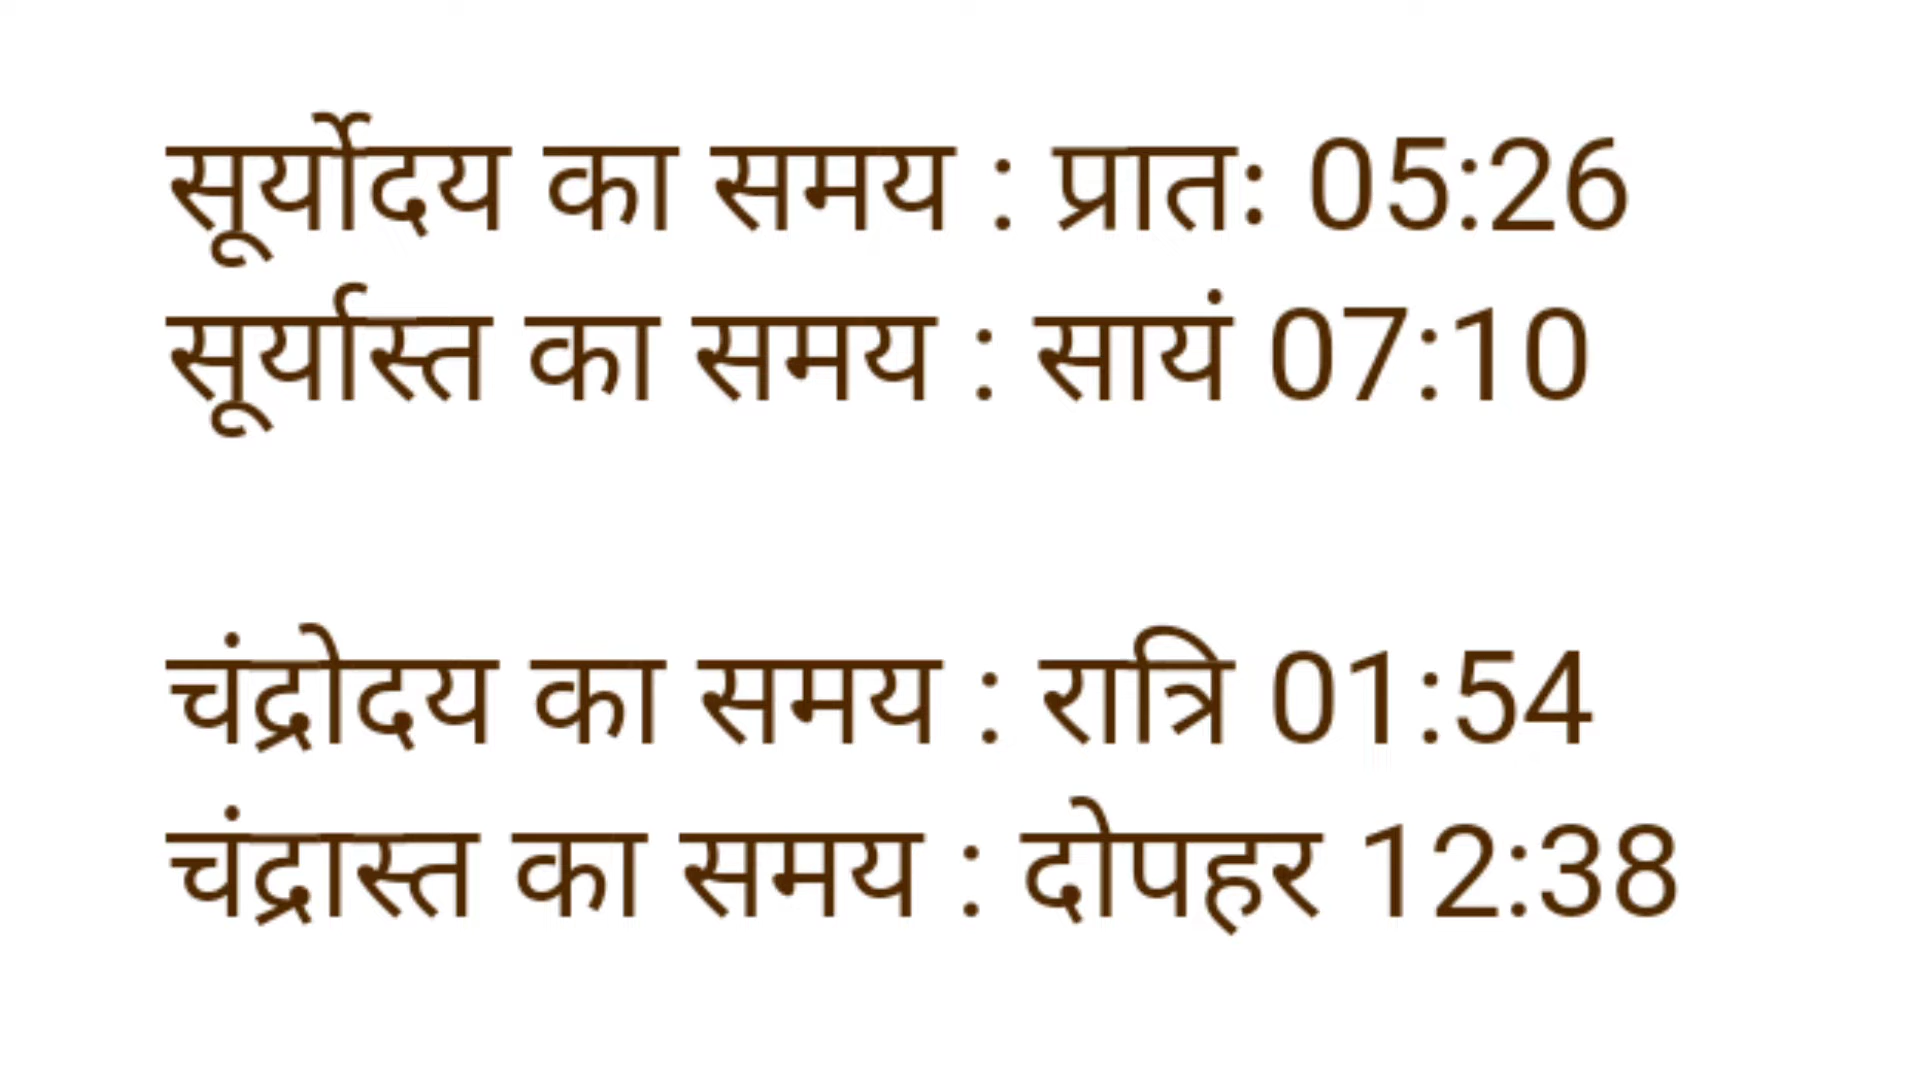 सूर्योदय का समय : प्रातः 05:26
सूर्यास्त का समय : सायं 07:10
चंद्रोदय का समय : रात्रि 01:54
चंद्रास्त का समय : दोपहर 12:38